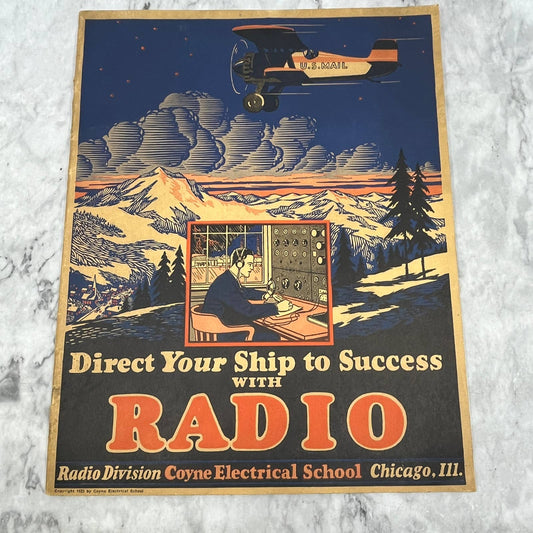 U.S. MAIL
Direct Your Ship to Success
WITH
RADIO
Radio Division Coyne Electrical School Chicago, Ill.
by Coyne Electrical School